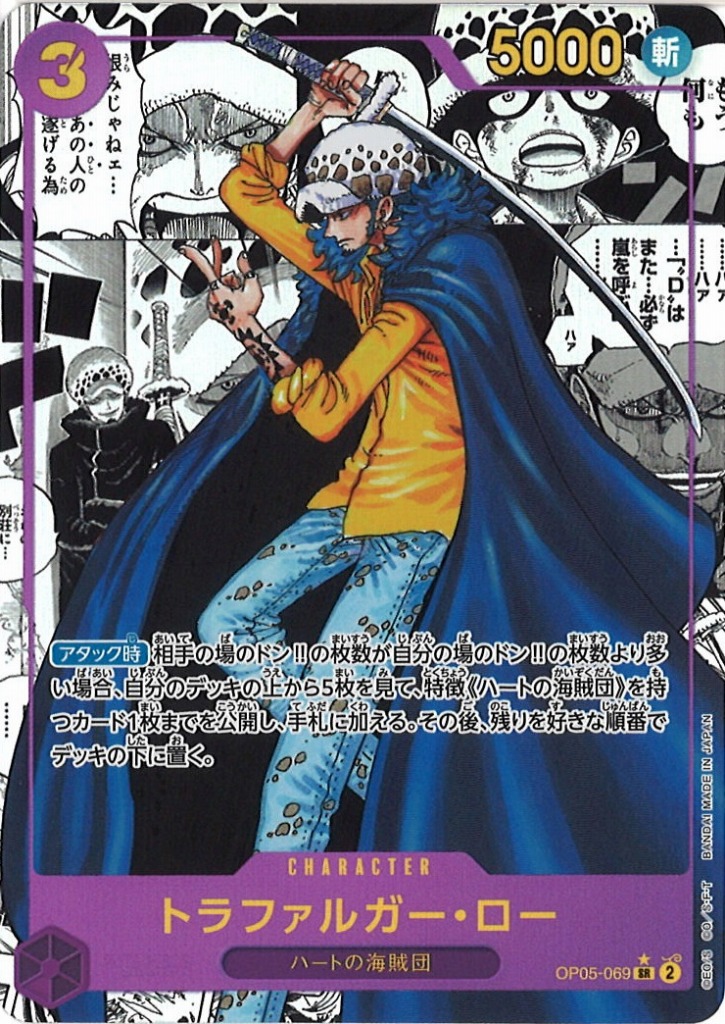 3
5000
斬
恨みじゃねェ…
あの人の
遂げる為
何も
…“D”は
また…必ず
嵐を呼ぶ
ハァ
別荘に…
アタック時 相手の場のドン!!の枚数が自分の場のドン!!の枚数より多
い場合、自分のデッキの上から5枚を見て、特徴《ハートの海賊団》を持
つカード1枚までを公開し、手札に加える。その後、残りを好きな順番で
デッキの下に置く。
CHARACTER
トラファルガー・ロー
ハートの海賊団
OP05-069 SR 2
BANDAI MADE IN JAPAN